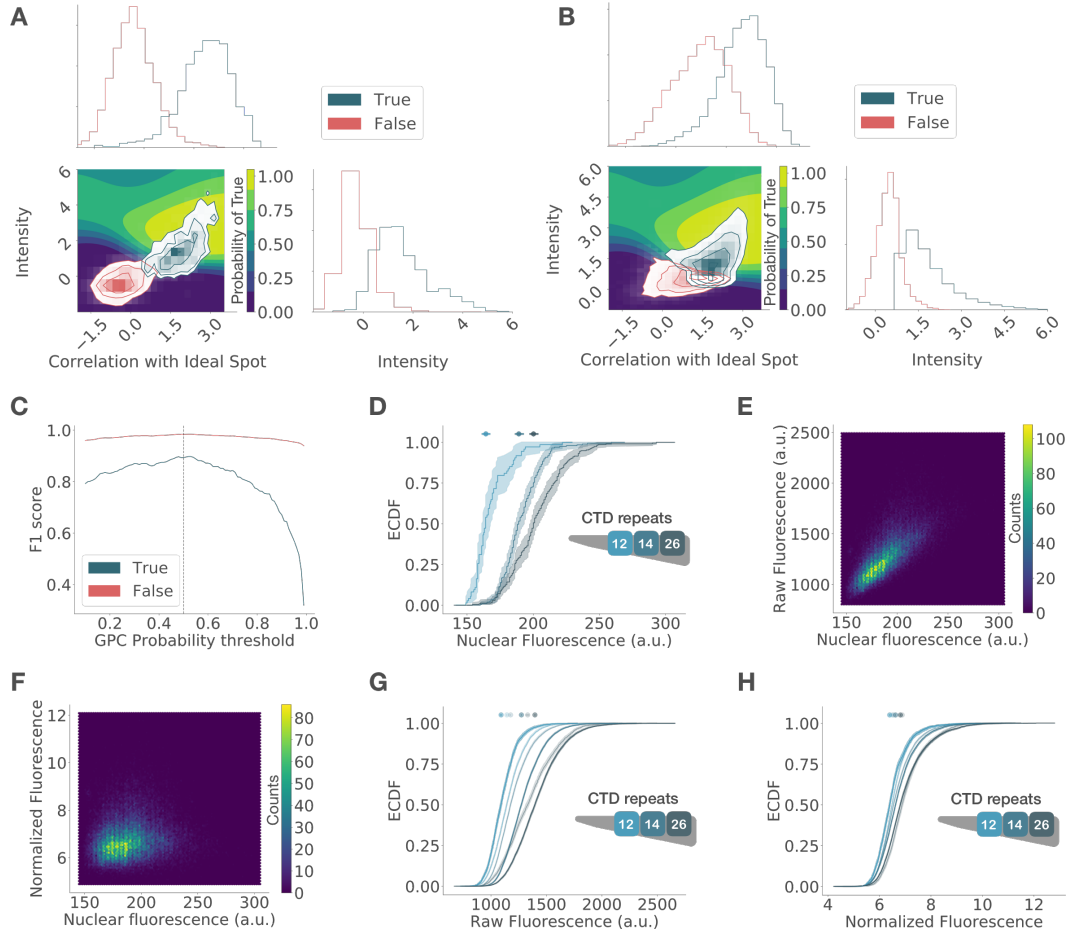 A
True
False
6
4
2
0
Intensity
-1.5
0.0
1.5
3.0
Correlation with Ideal Spot
1.00
0.75
0.50
0.25
0.00
Probability of True
0
2
4
6
Intensity
B
True
False
6.0
4.5
3.0
1.5
0.0
Intensity
-1.5
0.0
1.5
3.0
Correlation with Ideal Spot
1.00
0.75
0.50
0.25
0.00
Probability of True
0.0
1.5
3.0
4.5
6.0
Intensity
C
1.0
0.8
0.6
0.4
F1 score
True
False
0.0
0.2
0.4
0.6
0.8
1.0
GPC Probability threshold
D
1.00
0.75
0.50
0.25
0.00
ECDF
CTD repeats
12 14 26
150
200
250
300
Nuclear Fluorescence (a.u.)
E
2500
2000
1500
1000
Raw Fluorescence (a.u.)
150
200
250
300
Nuclear fluorescence (a.u.)
100
80
60
40
20
0
Counts
F
12
10
8
6
Normalized Fluorescence
150
200
250
300
Nuclear fluorescence (a.u.)
80
70
60
50
40
30
20
10
0
Counts
G
1.00
0.75
0.50
0.25
0.00
ECDF
CTD repeats
12 14 26
1000
1500
2000
2500
Raw Fluorescence (a.u.)
H
1.00
0.75
0.50
0.25
0.00
ECDF
CTD repeats
12 14 26
4
6
8
10
12
Normalized Fluorescence